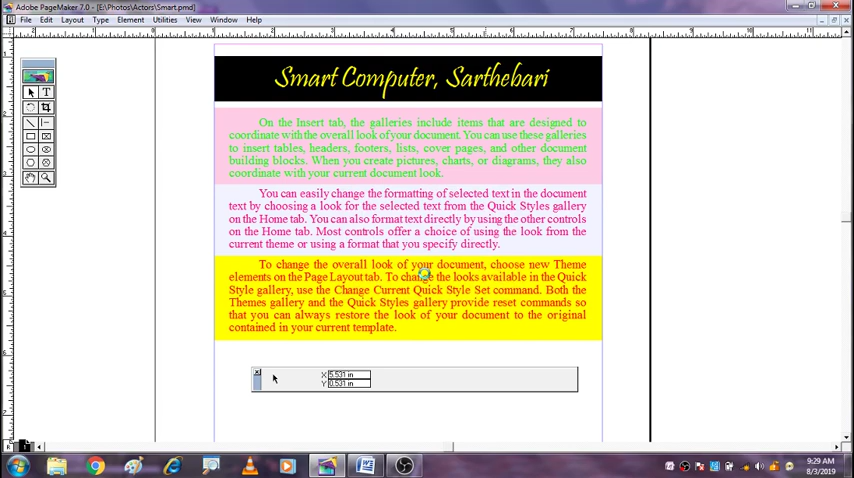 Adobe PageMaker 7.0 - [E:\Photos\Actors\Smart.pmd]
File Edit Layout Type Element Utilities View Window Help
Smart Computer, Sarthebari
On the Insert tab, the galleries include items that are designed to
coordinate with the overall look of your document. You can use these galleries
to insert tables, headers, footers, lists, cover pages, and other document
building blocks. When you create pictures, charts, or diagrams, they also
coordinate with your current document look.
You can easily change the formatting of selected text in the document
text by choosing a look for the selected text from the Quick Styles gallery
on the Home tab. You can also format text directly by using the other controls
on the Home tab. Most controls offer a choice of using the look from the
current theme or using a format that you specify directly.
To change the overall look of your document, choose new Theme
elements on the Page Layout tab. To change the looks available in the Quick
Style gallery, use the Change Current Quick Style Set command. Both the
Themes gallery and the Quick Styles gallery provide reset commands so
that you can always restore the look of your document to the original
contained in your current template.
X 5.531 in
Y 0.531 in
9:29 AM
8/3/2019